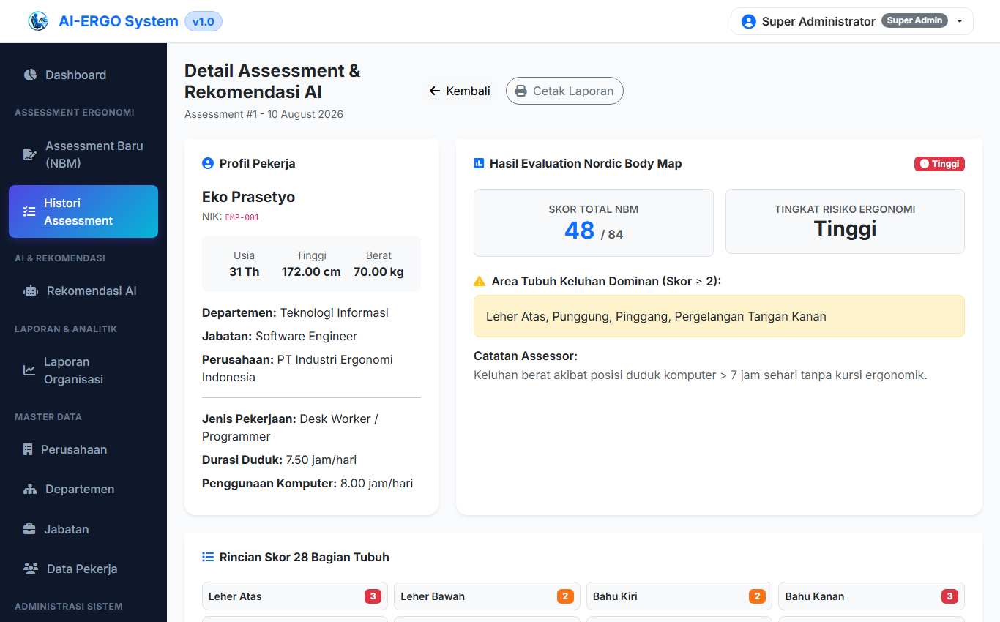 AI-ERGO System v1.0
Super Administrator Super Admin
Dashboard
ASSESSMENT ERGONOMI
Assessment Baru
(NBM)
Histori
Assessment
AI & REKOMENDASI
Rekomendasi AI
LAPORAN & ANALITIK
Laporan
Organisasi
MASTER DATA
Perusahaan
Departemen
Jabatan
Data Pekerja
ADMINISTRASI SISTEM
Detail Assessment &
Rekomendasi AI
Assessment #1 - 10 August 2026
Kembali
Cetak Laporan
Profil Pekerja
Eko Prasetyo
NIK: EMP-001
Usia Tinggi Berat
31 Th 172.00 cm 70.00 kg
Departemen: Teknologi Informasi
Jabatan: Software Engineer
Perusahaan: PT Industri Ergonomi
Indonesia
Jenis Pekerjaan: Desk Worker /
Programmer
Durasi Duduk: 7.50 jam/hari
Penggunaan Komputer: 8.00 jam/hari
Hasil Evaluation Nordic Body Map
Tinggi
SKOR TOTAL NBM
48 / 84
TINGKAT RISIKO ERGONOMI
Tinggi
Area Tubuh Keluhan Dominan (Skor ≥ 2):
Leher Atas, Punggung, Pinggang, Pergelangan Tangan Kanan
Catatan Assessor:
Keluhan berat akibat posisi duduk komputer > 7 jam sehari tanpa kursi ergonomik.
Rincian Skor 28 Bagian Tubuh
Leher Atas 3
Leher Bawah 2
Bahu Kiri 2
Bahu Kanan 3